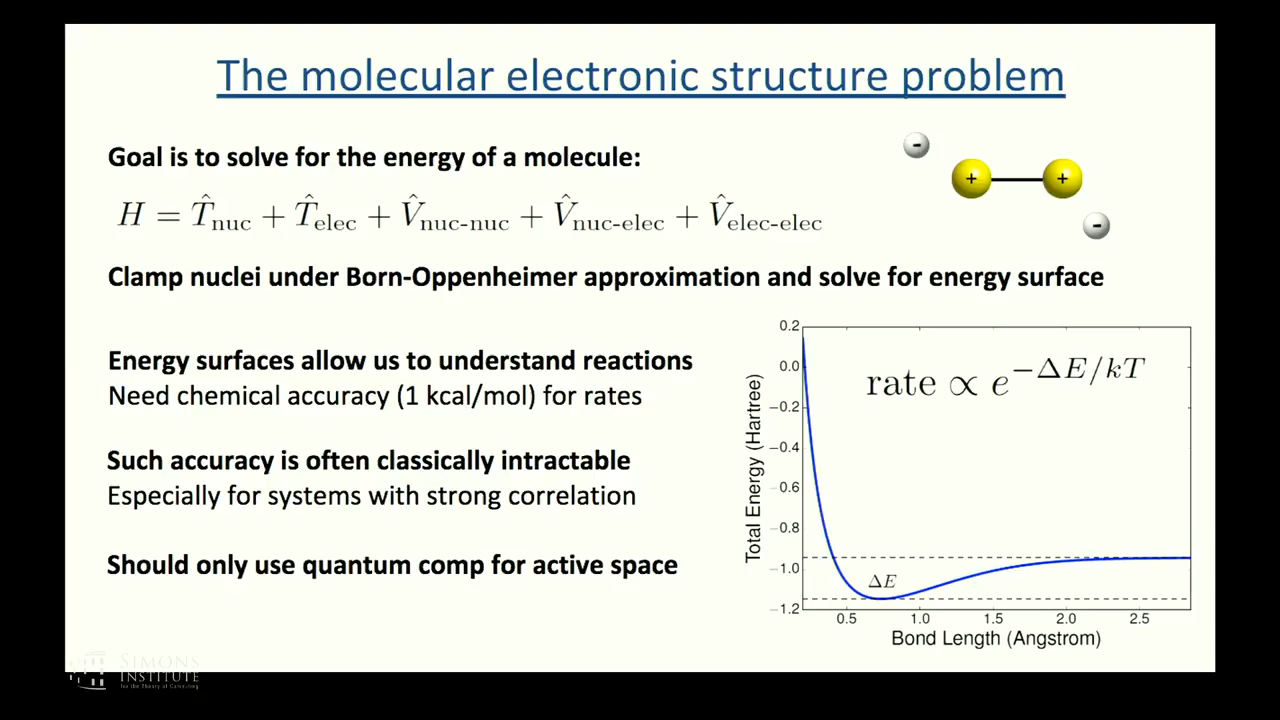 The molecular electronic structure problem
Goal is to solve for the energy of a molecule:
H = T̂nuc + T̂elec + V̂nuc-nuc + V̂nuc-elec + V̂elec-elec
-
+ +
-
Clamp nuclei under Born-Oppenheimer approximation and solve for energy surface
Energy surfaces allow us to understand reactions
Need chemical accuracy (1 kcal/mol) for rates
Such accuracy is often classically intractable
Especially for systems with strong correlation
Should only use quantum comp for active space
rate ∝ e^−ΔE/kT
Total Energy (Hartree)
0.2
0.0
−0.2
−0.4
−0.6
−0.8
−1.0
−1.2
ΔE
0.5 1.0 1.5 2.0 2.5
Bond Length (Angstrom)
SIMONS
INSTITUTE
for the Theory of Computing